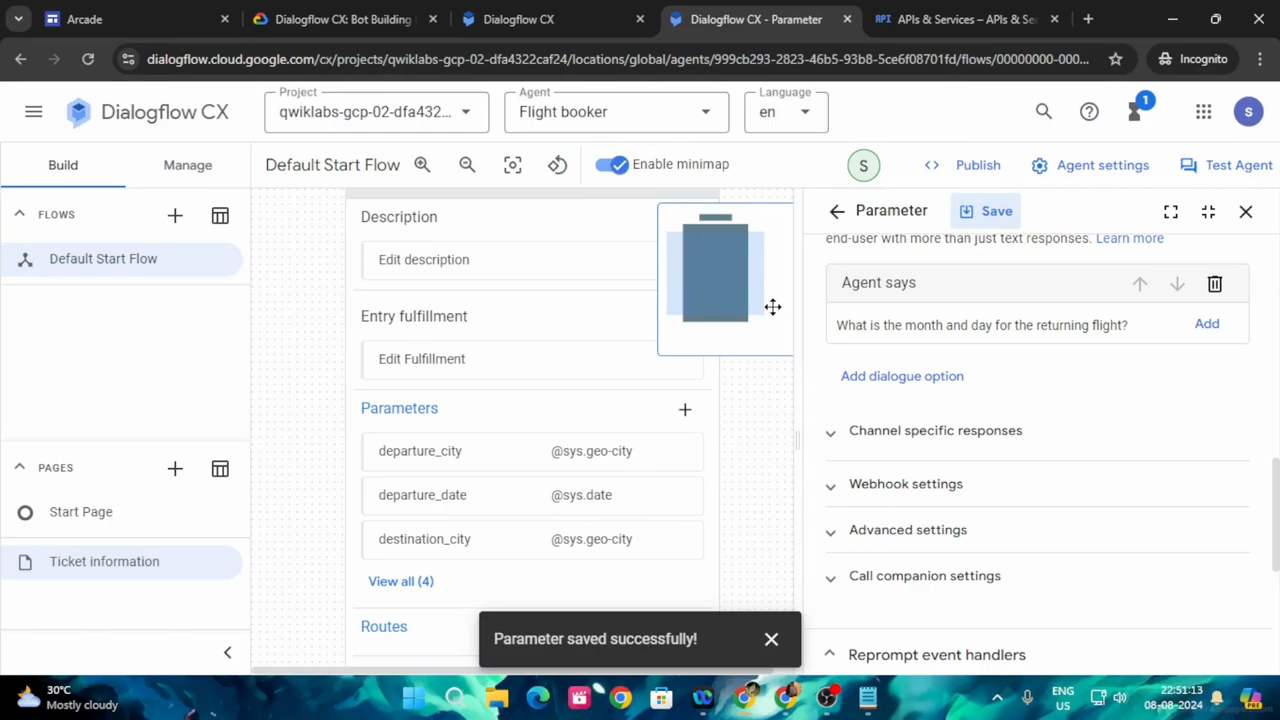 Arcade
Dialogflow CX: Bot Building
Dialogflow CX
Dialogflow CX - Parameter
API APIs & Services – APIs & Ser
dialogflow.cloud.google.com/cx/projects/qwiklabs-gcp-02-dfa4322caf24/locations/global/agents/999cb293-2823-46b5-93b8-5ce6f08701fd/flows/00000000-000...
Incognito
Dialogflow CX
Project
qwiklabs-gcp-02-dfa432...
Agent
Flight booker
Language
en
1
S
Build
Manage
Default Start Flow
Enable minimap
S
Publish
Agent settings
Test Agent
FLOWS
Default Start Flow
PAGES
Start Page
Ticket information
Description
Edit description
Entry fulfillment
Edit Fulfillment
Parameters
departure_city @sys.geo-city
departure_date @sys.date
destination_city @sys.geo-city
View all (4)
Routes
Parameter saved successfully!
Parameter
Save
end-user with more than just text responses. Learn more
Agent says
What is the month and day for the returning flight?
Add
Add dialogue option
Channel specific responses
Webhook settings
Advanced settings
Call companion settings
Reprompt event handlers
30°C
Mostly cloudy
ENG
US
22:51:13
08-08-2024
PRE